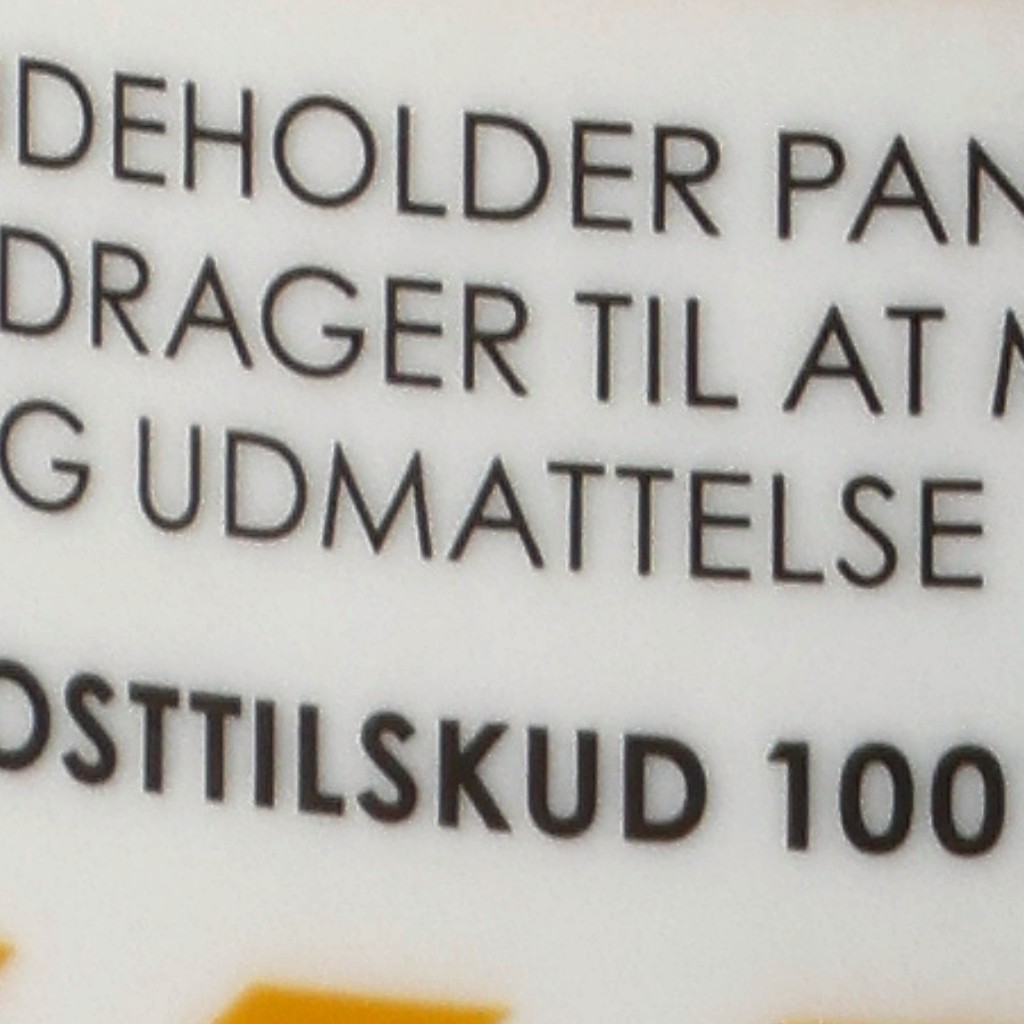 DEHOLDER PAN
DRAGER TIL AT M
G UDMATTELSE
OSTTILSKUD 100